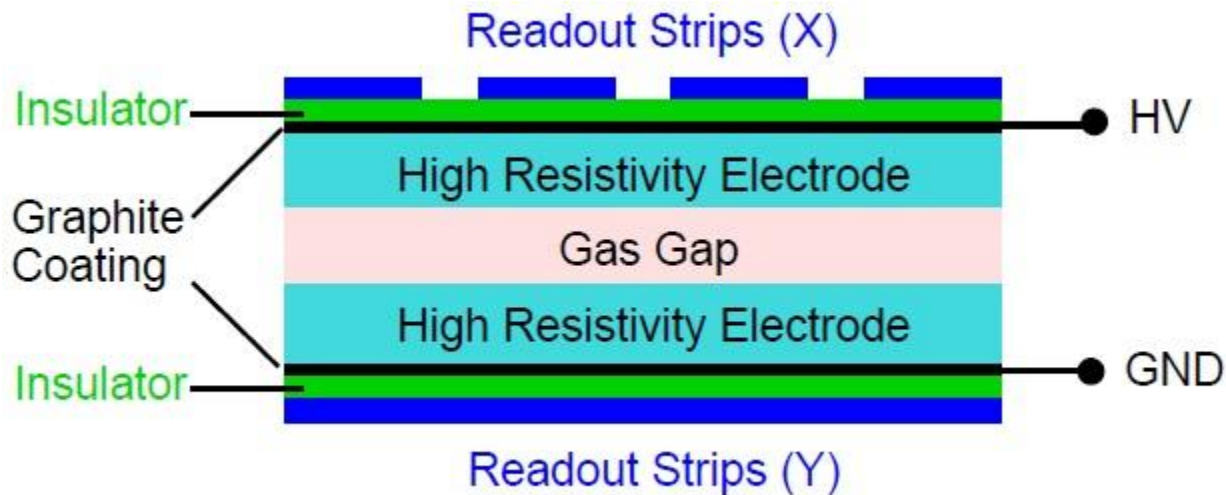 Readout Strips (X)
Insulator
HV
High Resistivity Electrode
Graphite
Coating
Gas Gap
High Resistivity Electrode
Insulator
GND
Readout Strips (Y)